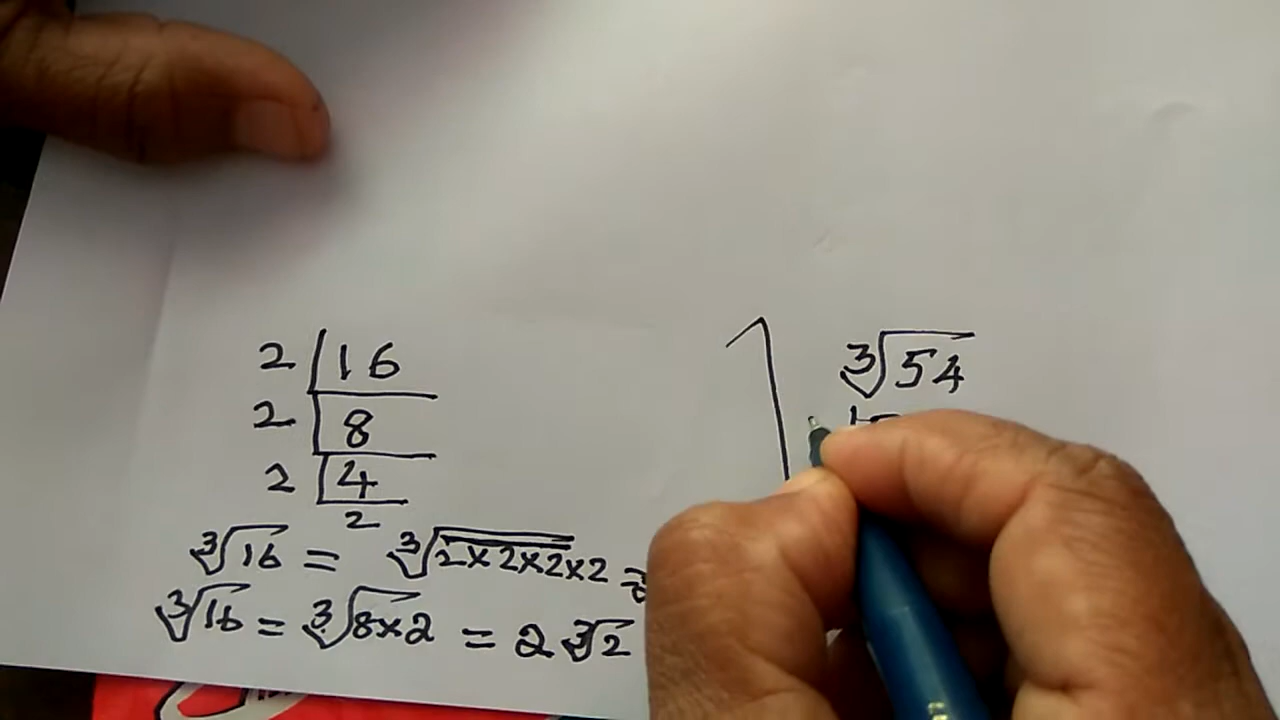 2 | 16
2 | 8
2 | 4
2
∛16 = ∛2×2×2×2 =
∛16 = ∛8×2 = 2 ∛2
∛54